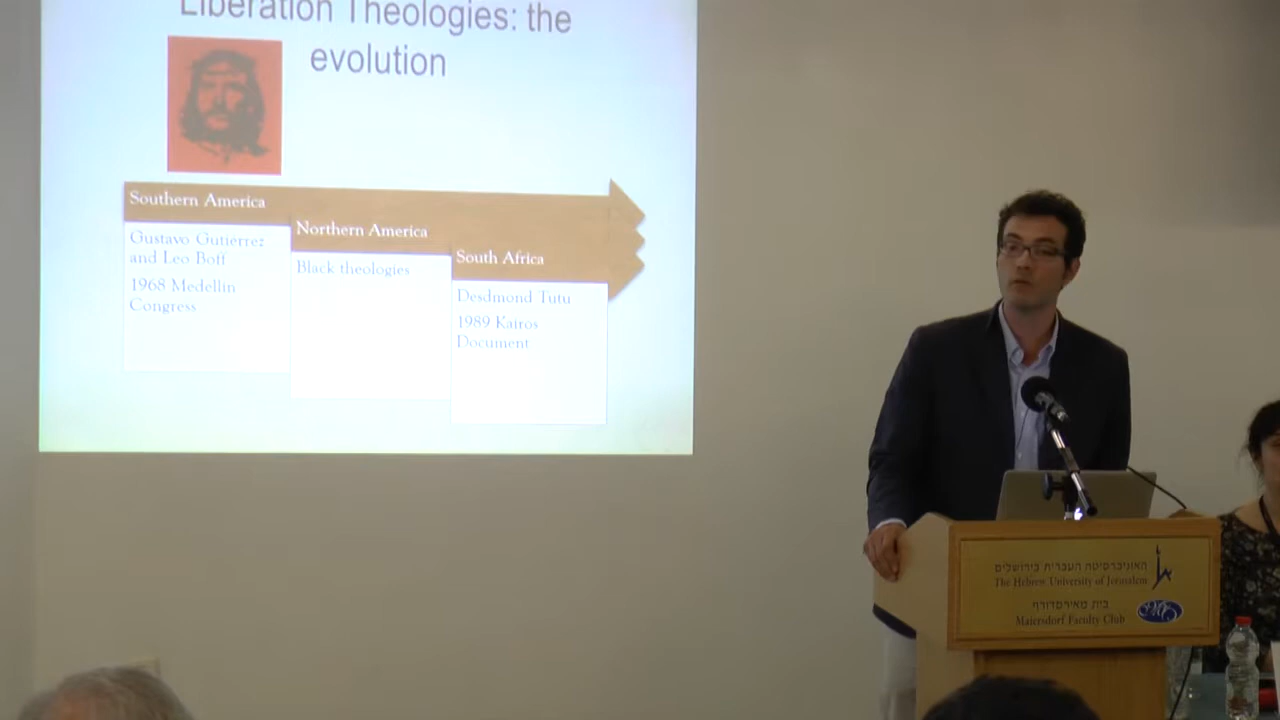 Liberation Theologies: the
evolution
Southern America
Gustavo Gutierrez
and Leo Boff
1968 Medellin
Congress
Northern America
Black theologies
South Africa
Desdmond Tutu
1989 Kairos
Document
האוניברסיטה העברית בירושלים
The Hebrew University of Jerusalem
בית מאירסדורף
Maiersdorf Faculty Club